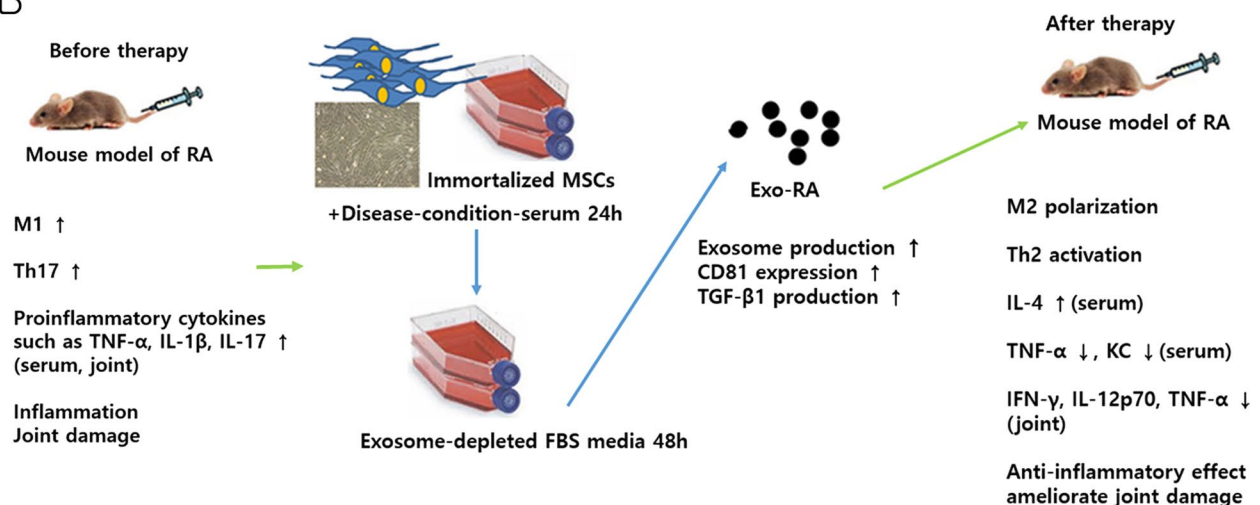 Before therapy
Mouse model of RA
M1 ↑
Th17 ↑
Proinflammatory cytokines
such as TNF-α, IL-1β, IL-17 ↑
(serum, joint)
Inflammation
Joint damage
Immortalized MSCs
+Disease-condition-serum 24h
Exosome-depleted FBS media 48h
Exo-RA
Exosome production ↑
CD81 expression ↑
TGF-β1 production ↑
After therapy
Mouse model of RA
M2 polarization
Th2 activation
IL-4 ↑ (serum)
TNF-α ↓, KC ↓ (serum)
IFN-γ, IL-12p70, TNF-α ↓
(joint)
Anti-inflammatory effect
ameliorate joint damage